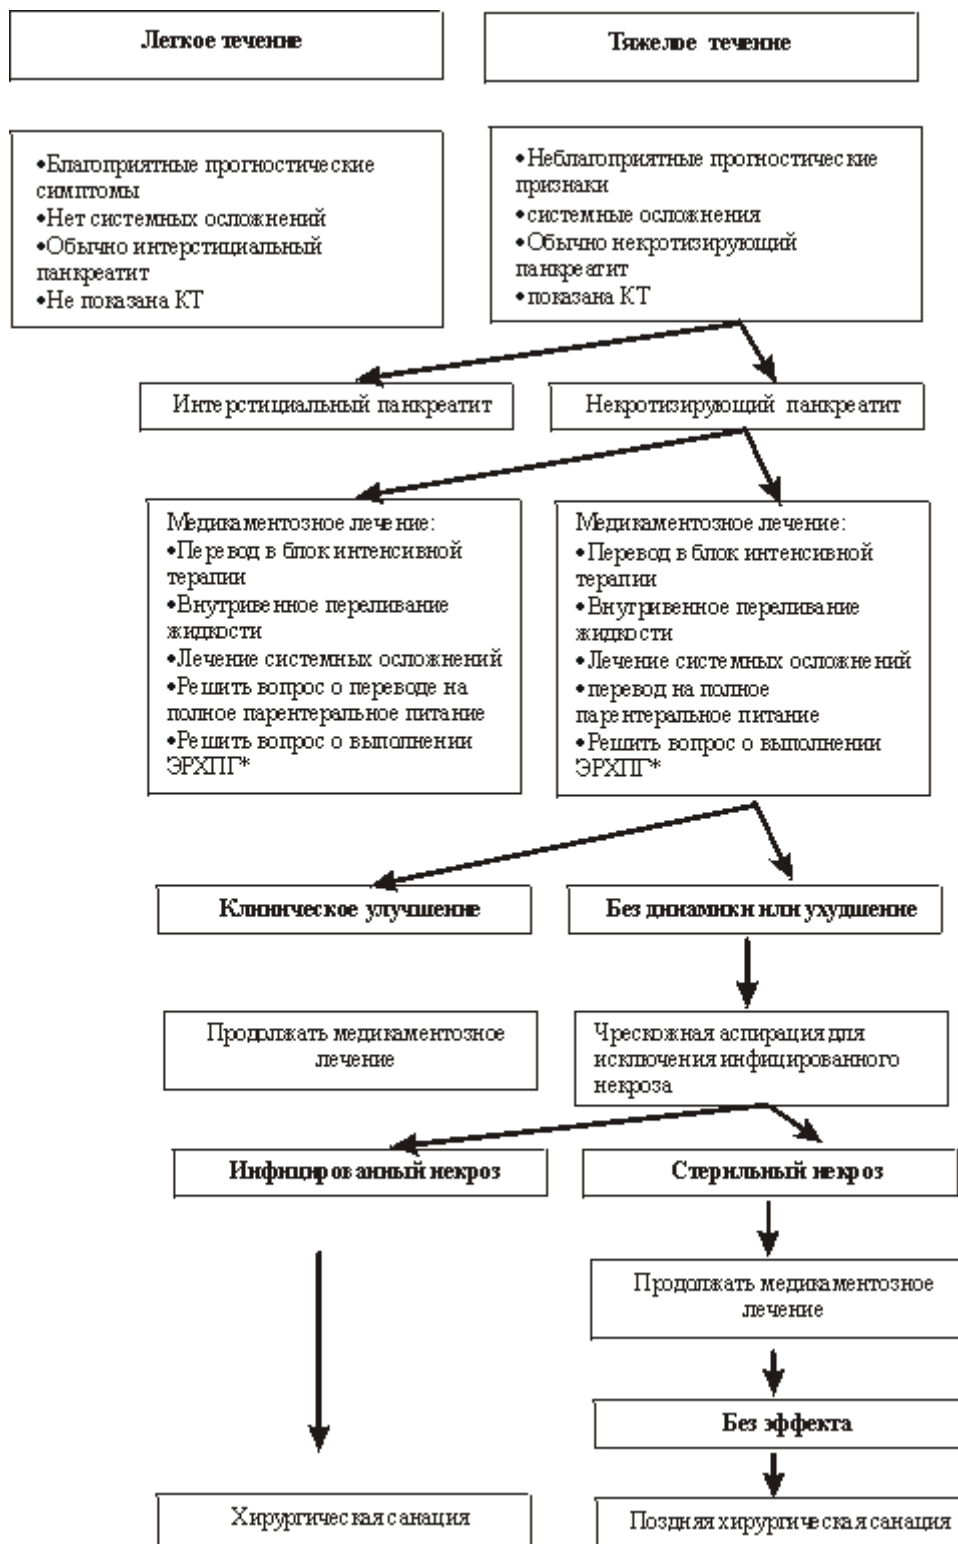 Легкое течение
Тяжелое течение
•Благоприятные прогностические
симптомы
•Нет системных осложнений
•Обычно интерстициальный
панкреатит
•Не показана КТ
•Неблагоприятные прогностические
признаки
•системные осложнения
•Обычно некротизирующий
панкреатит
•показана КТ
Интерстициальный панкреатит
Некротизирующий панкреатит
Медикаментозное лечение:
•Перевод в блок интенсивной
терапии
•Внутривенное переливание
жидкости
•Лечение системных осложнений
•Решить вопрос о переводе на
полное парентеральное питание
•Решить вопрос о выполнении
ЭРХПГ*
Медикаментозное лечение:
•Перевод в блок интенсивной
терапии
•Внутривенное переливание
жидкости
•Лечение системных осложнений
•перевод на полное
парентеральное питание
•Решить вопрос о выполнении
ЭРХПГ*
Клиническое улучшение
Без динамики или ухудшение
Продолжать медикаментозное
лечение
Чрескожная аспирация для
исключения инфицированного
некроза
Инфицированный некроз
Стерильный некроз
Продолжать медикаментозное
лечение
Без эффекта
Хирургическая санация
Поздняя хирургическая санация